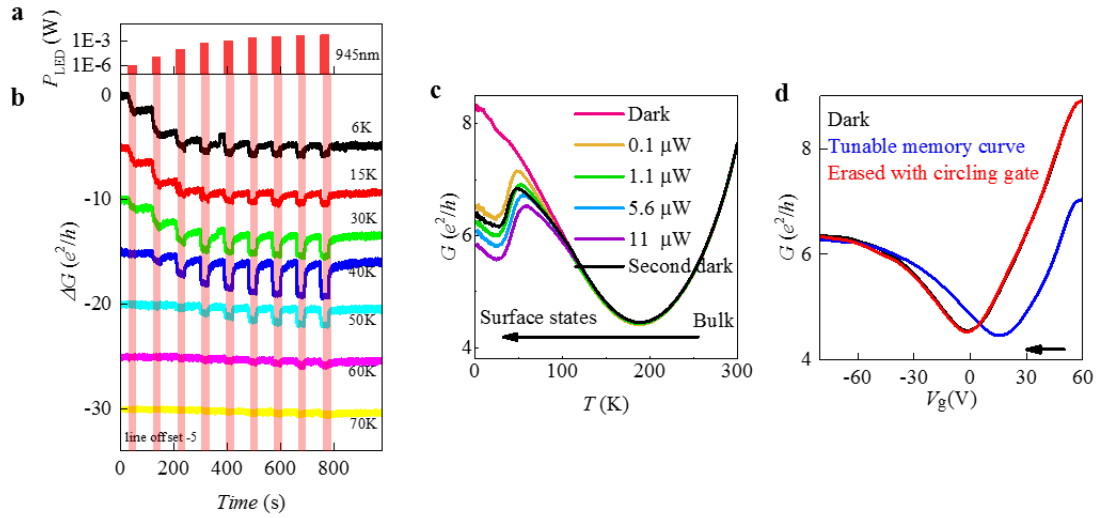 a
P_LED (W)
1E-3
1E-6
945nm
b
ΔG (e²/h)
0
-10
-20
-30
6K
15K
30K
40K
50K
60K
70K
line offset -5
0 200 400 600 800
Time (s)
c
G (e²/h)
8
6
4
Dark
0.1 μW
1.1 μW
5.6 μW
11 μW
Second dark
Surface states
Bulk
0 100 200 300
T (K)
d
G (e²/h)
8
6
4
Dark
Tunable memory curve
Erased with circling gate
-60 -30 0 30 60
V_g(V)